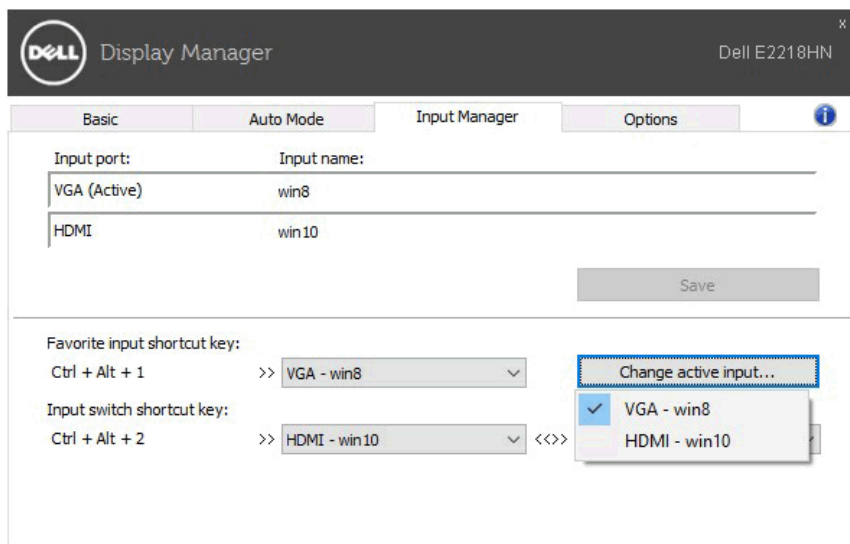 x
DELL Display Manager Dell E2218HN
Basic Auto Mode Input Manager Options i
Input port: Input name:
VGA (Active) win8
HDMI win10
Save
Favorite input shortcut key:
Ctrl + Alt + 1 >> VGA - win8 Change active input...
Input switch shortcut key: VGA - win8
Ctrl + Alt + 2 >> HDMI - win10 <<>> HDMI - win10